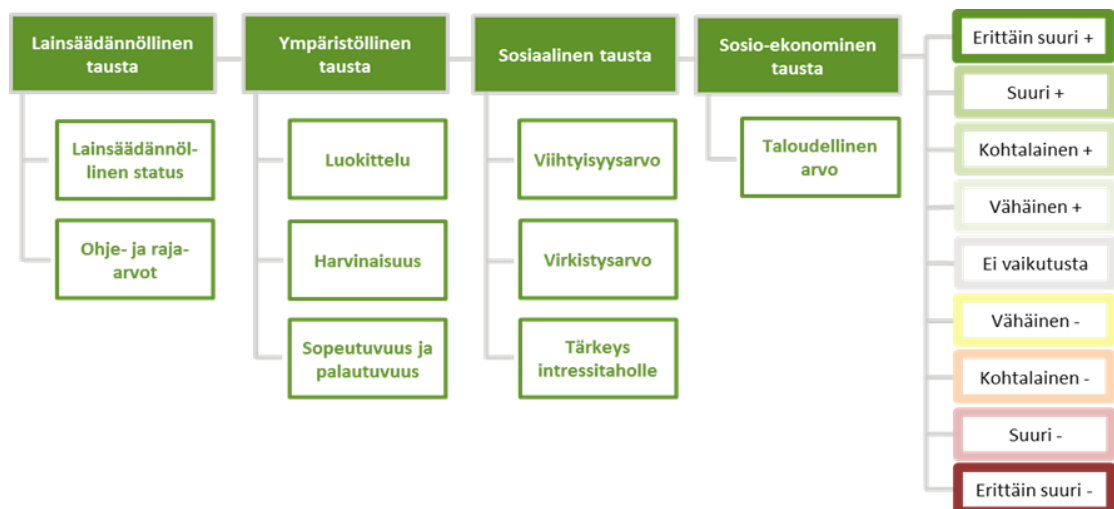 Lainsäädännöllinen
tausta
Lainsäädännöl-
linen status
Ohje- ja raja-
arvot
Ympäristöllinen
tausta
Luokittelu
Harvinaisuus
Sopeutuvuus ja
palautuvuus
Sosiaalinen tausta
Viihtyisyysarvo
Virkistysarvo
Tärkeys
intressitaholle
Sosio-ekonominen
tausta
Taloudellinen
arvo
Erittäin suuri +
Suuri +
Kohtalainen +
Vähäinen +
Ei vaikutusta
Vähäinen -
Kohtalainen -
Suuri -
Erittäin suuri -